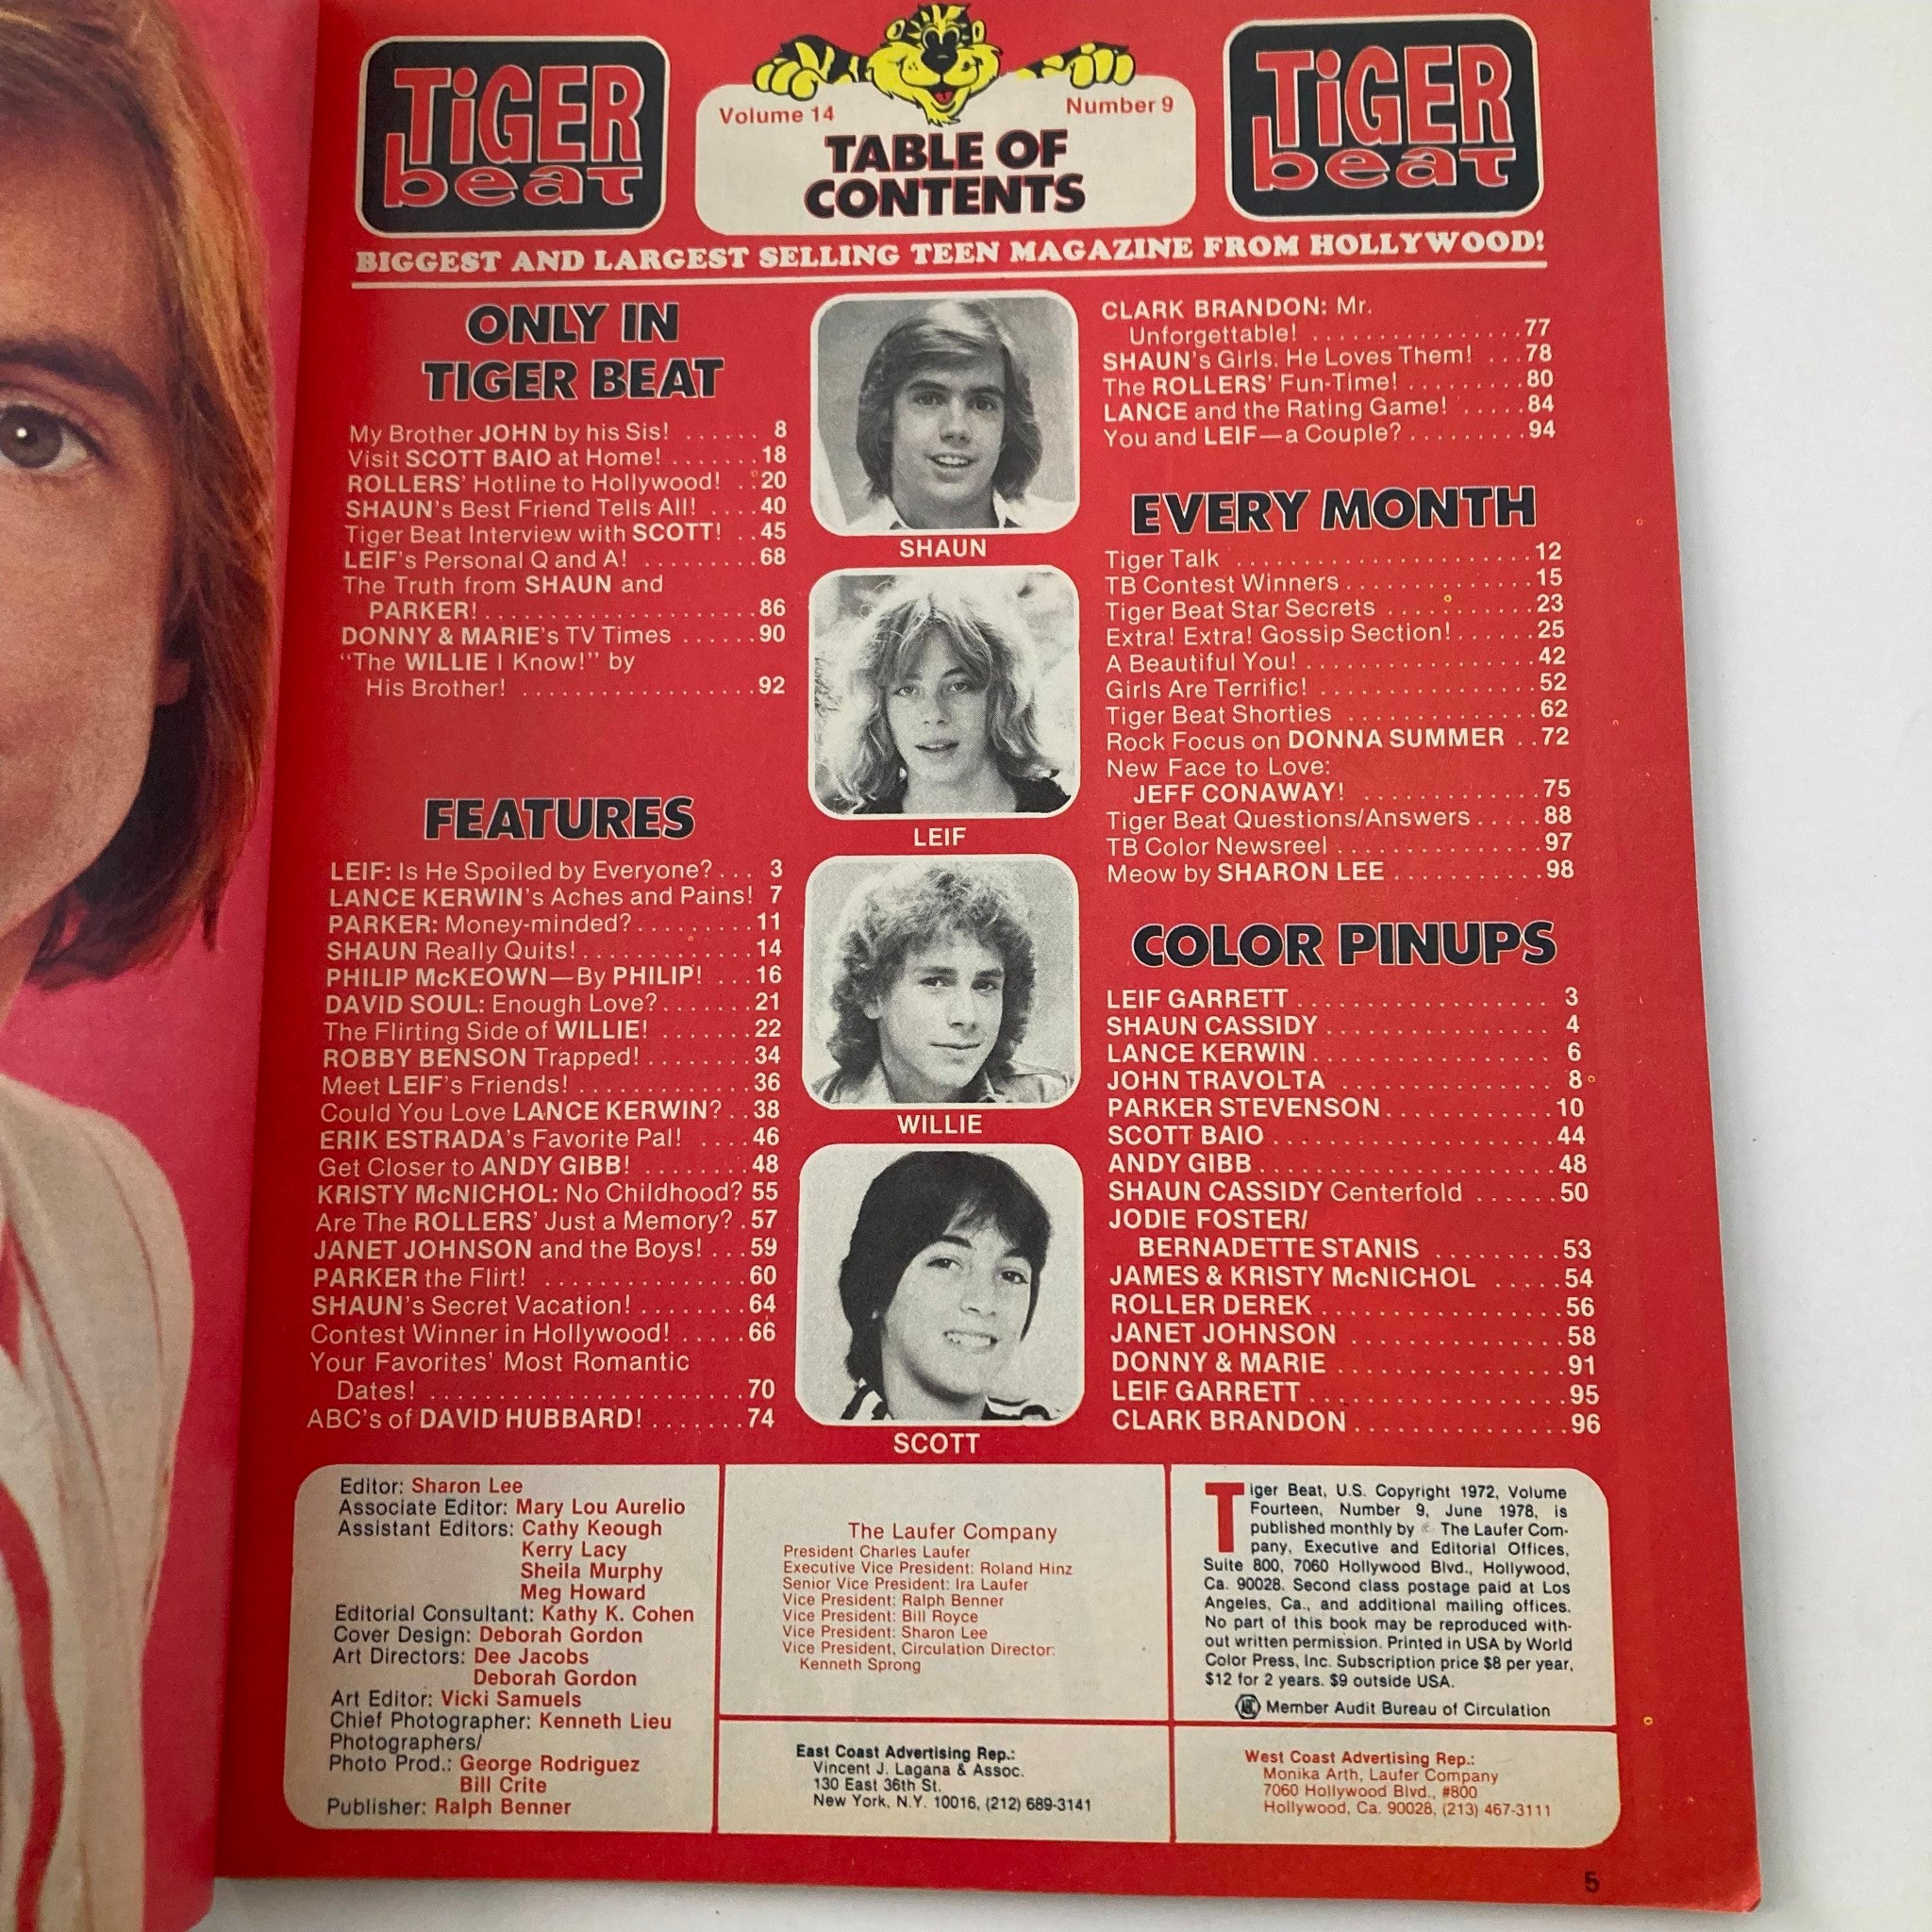 TiGER
beat
Volume 14
Number 9
TABLE OF
CONTENTS
TiGER
beat
BIGGEST AND LARGEST SELLING TEEN MAGAZINE FROM HOLLYWOOD!
ONLY IN
TIGER BEAT
My Brother JOHN by his Sis! ...... 8
Visit SCOTT BAIO at Home! ....... 18
ROLLERS' Hotline to Hollywood! .. 20
SHAUN's Best Friend Tells All! .... 40
Tiger Beat Interview with SCOTT! .. 45
LEIF's Personal Q and A! ......... 68
The Truth from SHAUN and
PARKER! ..................... 86
DONNY & MARIE's TV Times ...... 90
"The WILLIE I Know!" by
His Brother! .................. 92
FEATURES
LEIF: Is He Spoiled by Everyone? ... 3
LANCE KERWIN's Aches and Pains! 7
PARKER: Money-minded? ......... 11
SHAUN Really Quits! ............. 14
PHILIP McKEOWN—By PHILIP! ... 16
DAVID SOUL: Enough Love? ....... 21
The Flirting Side of WILLIE! ........ 22
ROBBY BENSON Trapped! ........ 34
Meet LEIF's Friends! ............. 36
Could You Love LANCE KERWIN? .. 38
ERIK ESTRADA's Favorite Pal! .... 46
Get Closer to ANDY GIBB! ........ 48
KRISTY McNICHOL: No Childhood? 55
Are The ROLLERS' Just a Memory? . 57
JANET JOHNSON and the Boys! ... 59
PARKER the Flirt! ................ 60
SHAUN's Secret Vacation! ........ 64
Contest Winner in Hollywood! ..... 66
Your Favorites' Most Romantic
Dates! ........................ 70
ABC's of DAVID HUBBARD! ....... 74
SHAUN
LEIF
WILLIE
SCOTT
CLARK BRANDON: Mr.
Unforgettable! ................ 77
SHAUN's Girls. He Loves Them! ... 78
The ROLLERS' Fun-Time! ......... 80
LANCE and the Rating Game! ..... 84
You and LEIF—a Couple? ......... 94
EVERY MONTH
Tiger Talk ...................... 12
TB Contest Winners .............. 15
Tiger Beat Star Secrets ........... 23
Extra! Extra! Gossip Section! ...... 25
A Beautiful You! ................. 42
Girls Are Terrific! ................ 52
Tiger Beat Shorties .............. 62
Rock Focus on DONNA SUMMER .. 72
New Face to Love:
JEFF CONAWAY! ............. 75
Tiger Beat Questions/Answers ..... 88
TB Color Newsreel ............... 97
Meow by SHARON LEE ........... 98
COLOR PINUPS
LEIF GARRETT .................. 3
SHAUN CASSIDY ................ 4
LANCE KERWIN ................. 6
JOHN TRAVOLTA ............... 8
PARKER STEVENSON ............ 10
SCOTT BAIO .................... 44
ANDY GIBB ..................... 48
SHAUN CASSIDY Centerfold ...... 50
JODIE FOSTER/
BERNADETTE STANIS ......... 53
JAMES & KRISTY McNICHOL ..... 54
ROLLER DEREK ................. 56
JANET JOHNSON ............... 58
DONNY & MARIE ................ 91
LEIF GARRETT .................. 95
CLARK BRANDON ............... 96
Editor: Sharon Lee
Associate Editor: Mary Lou Aurelio
Assistant Editors: Cathy Keough
Kerry Lacy
Sheila Murphy
Meg Howard
Editorial Consultant: Kathy K. Cohen
Cover Design: Deborah Gordon
Art Directors: Dee Jacobs
Deborah Gordon
Art Editor: Vicki Samuels
Chief Photographer: Kenneth Lieu
Photographers/
Photo Prod.: George Rodriguez
Bill Crite
Publisher: Ralph Benner
The Laufer Company
President Charles Laufer
Executive Vice President: Roland Hinz
Senior Vice President: Ira Laufer
Vice President: Ralph Benner
Vice President: Bill Royce
Vice President: Sharon Lee
Vice President, Circulation Director:
Kenneth Sprong
East Coast Advertising Rep.:
Vincent J. Lagana & Assoc.
130 East 36th St.
New York, N.Y. 10016, (212) 689-3141
Tiger Beat, U.S. Copyright 1972, Volume
Fourteen, Number 9, June 1978, is
published monthly by The Laufer Com-
pany, Executive and Editorial Offices,
Suite 800, 7060 Hollywood Blvd., Hollywood,
Ca. 90028. Second class postage paid at Los
Angeles, Ca., and additional mailing offices.
No part of this book may be reproduced with-
out written permission. Printed in USA by World
Color Press, Inc. Subscription price $8 per year,
$12 for 2 years. $9 outside USA.
Member Audit Bureau of Circulation
West Coast Advertising Rep.:
Monika Arth, Laufer Company
7060 Hollywood Blvd., #800
Hollywood, Ca. 90028, (213) 467-3111
5